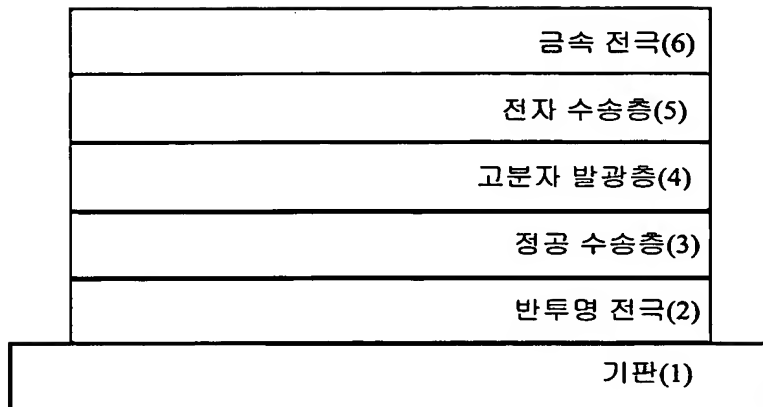 금속 전극(6)
전자 수송층(5)
고분자 발광층(4)
정공 수송층(3)
반투명 전극(2)
기판(1)